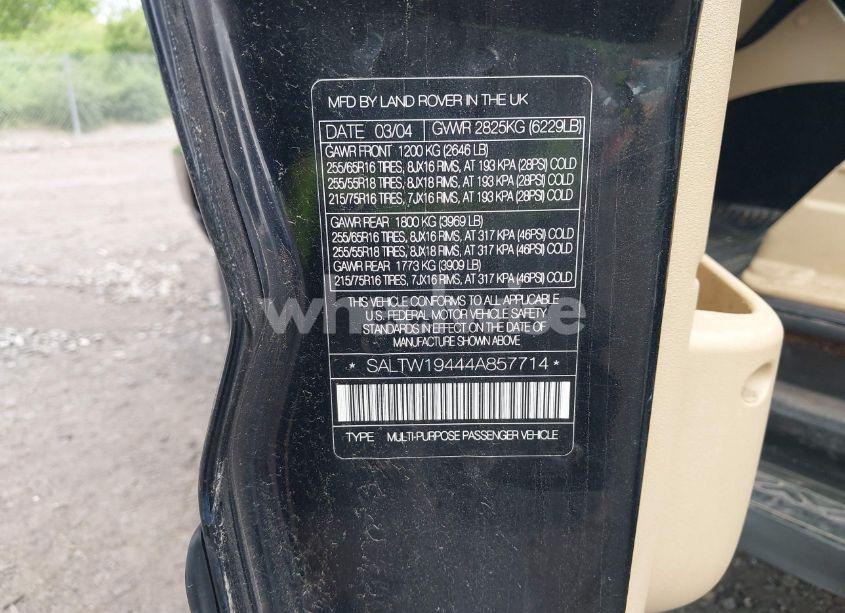 MFD BY LAND ROVER IN THE UK
DATE 03/04 GVWR 2825KG (6229LB)
GAWR FRONT 1200 KG (2646 LB)
255/65R16 TIRES, 8JX16 RIMS, AT 193 KPA (28PSI) COLD
255/55R18 TIRES, 8JX18 RIMS, AT 193 KPA (28PSI) COLD
215/75R16 TIRES, 7JX16 RIMS, AT 193 KPA (28PSI) COLD
GAWR REAR 1800 KG (3969 LB)
255/65R16 TIRES, 8JX16 RIMS, AT 317 KPA (46PSI) COLD
255/55R18 TIRES, 8JX18 RIMS, AT 317 KPA (46PSI) COLD
GAWR REAR 1773 KG (3909 LB)
215/75R16 TIRES, 7JX16 RIMS, AT 317 KPA (46PSI) COLD
THIS VEHICLE CONFORMS TO ALL APPLICABLE
U.S. FEDERAL MOTOR VEHICLE SAFETY
STANDARDS IN EFFECT ON THE DATE OF
MANUFACTURE SHOWN ABOVE
* SALTW19444A857714 *
TYPE MULTI-PURPOSE PASSENGER VEHICLE